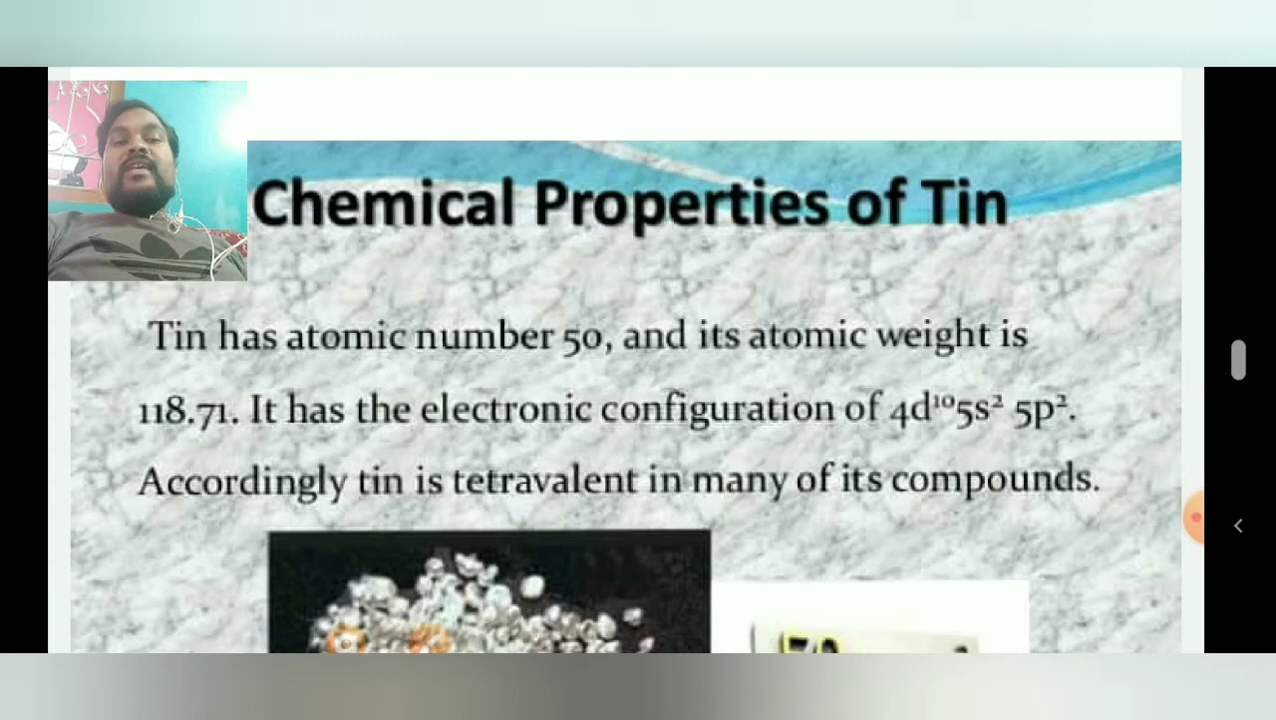 Chemical Properties of Tin
Tin has atomic number 50, and its atomic weight is
118.71. It has the electronic configuration of 4d¹⁰5s² 5p².
Accordingly tin is tetravalent in many of its compounds.